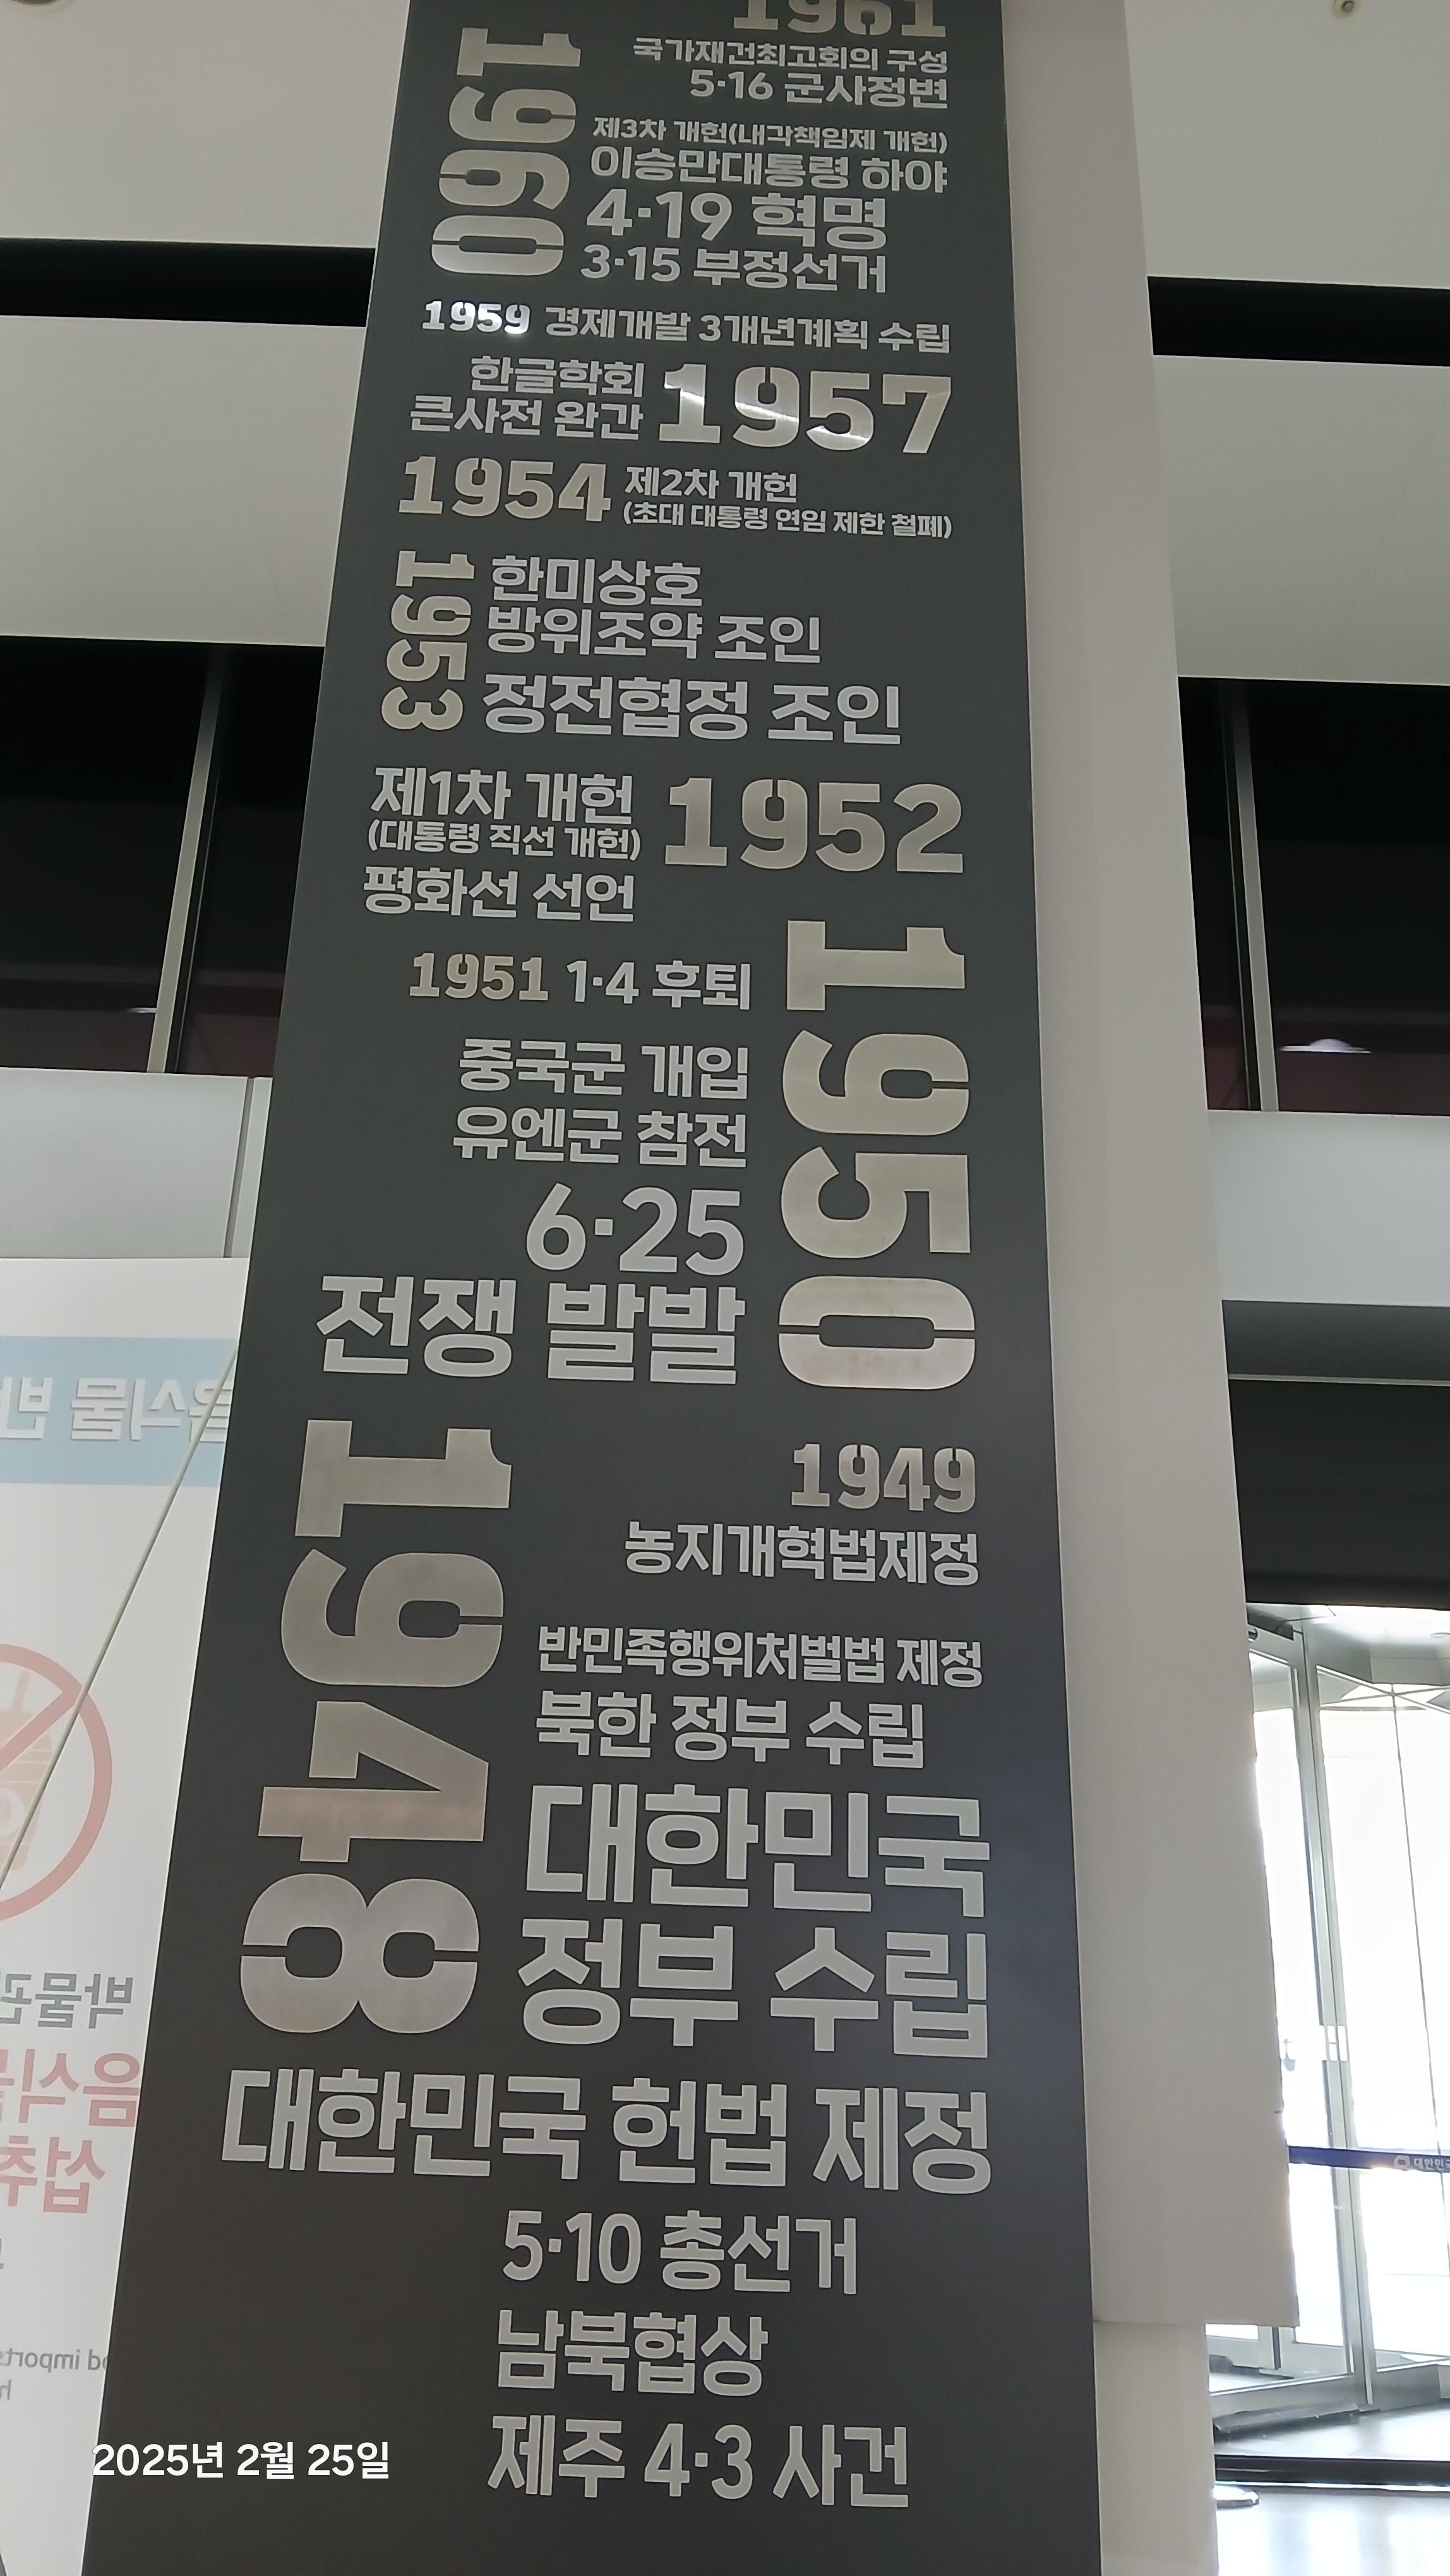 1961
국가재건최고회의 구성
5·16 군사정변
1960
제3차 개헌(내각책임제 개헌)
이승만대통령 하야
4·19 혁명
3·15 부정선거
1959 경제개발 3개년계획 수립
한글학회
큰사전 완간
1957
1954
제2차 개헌
(초대 대통령 연임 제한 철폐)
1953
한미상호
방위조약 조인
정전협정 조인
제1차 개헌
(대통령 직선 개헌)
평화선 선언
1952
1951 1·4 후퇴
1950
중국군 개입
유엔군 참전
6·25
전쟁 발발
1949
농지개혁법제정
1948
반민족행위처벌법 제정
북한 정부 수립
대한민국
정부 수립
대한민국 헌법 제정
5·10 총선거
남북협상
제주 4·3 사건
2025년 2월 25일